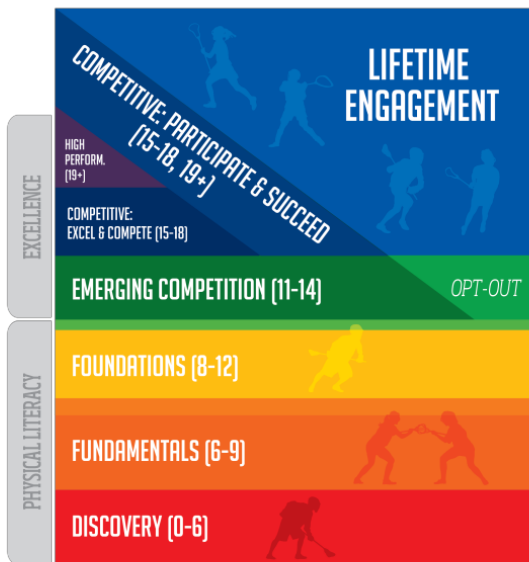 LIFETIME
ENGAGEMENT
COMPETITIVE: PARTICIPATE & SUCCEED
(15-18, 19+)
HIGH
PERFORM.
(19+)
COMPETITIVE:
EXCEL & COMPETE (15-18)
EXCELLENCE
EMERGING COMPETITION (11-14)
OPT-OUT
FOUNDATIONS (8-12)
PHYSICAL LITERACY
FUNDAMENTALS (6-9)
DISCOVERY (0-6)